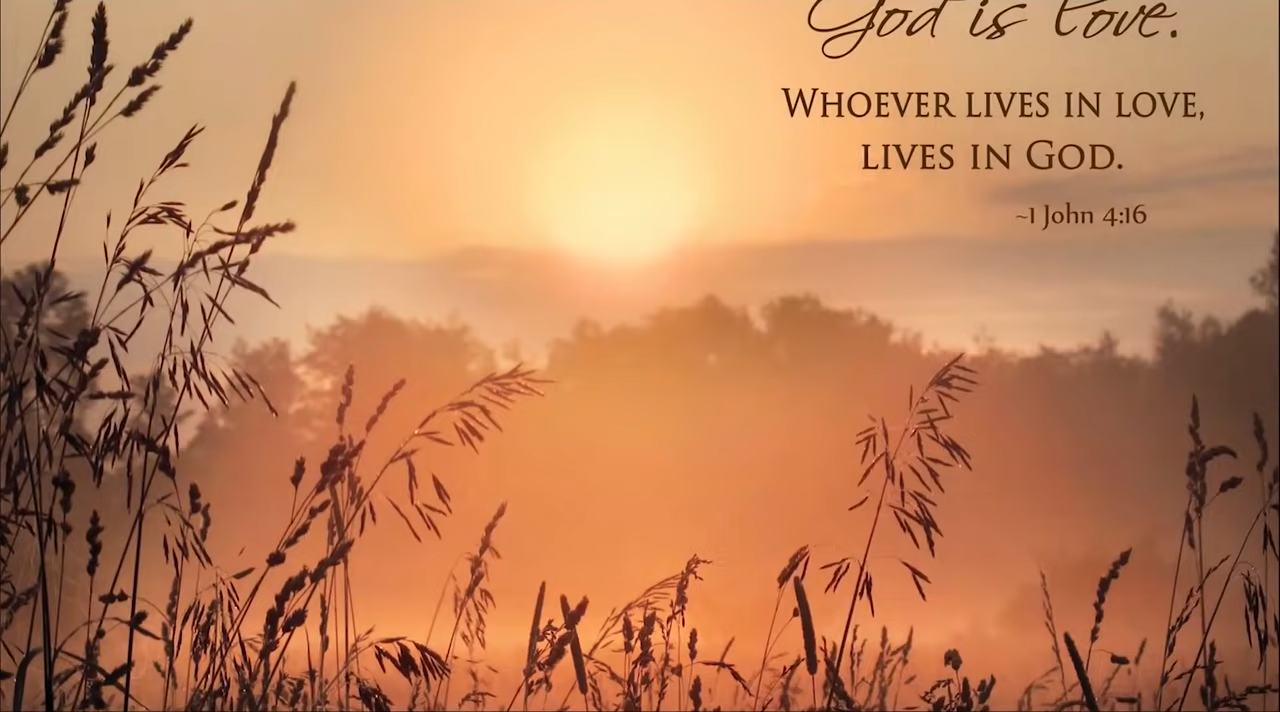 God is Love.
Whoever lives in love,
lives in God.
~1 John 4:16